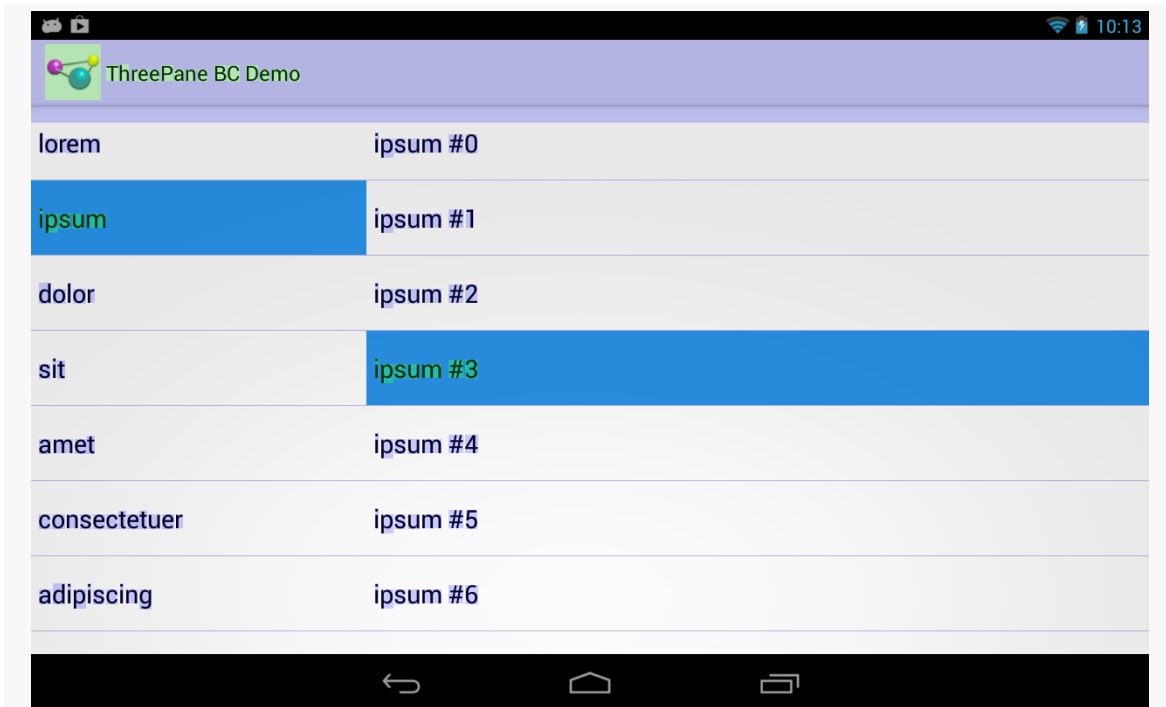 10:13
ThreePane BC Demo
lorem ipsum #0
ipsum ipsum #1
dolor ipsum #2
sit ipsum #3
amet ipsum #4
consectetuer ipsum #5
adipiscing ipsum #6